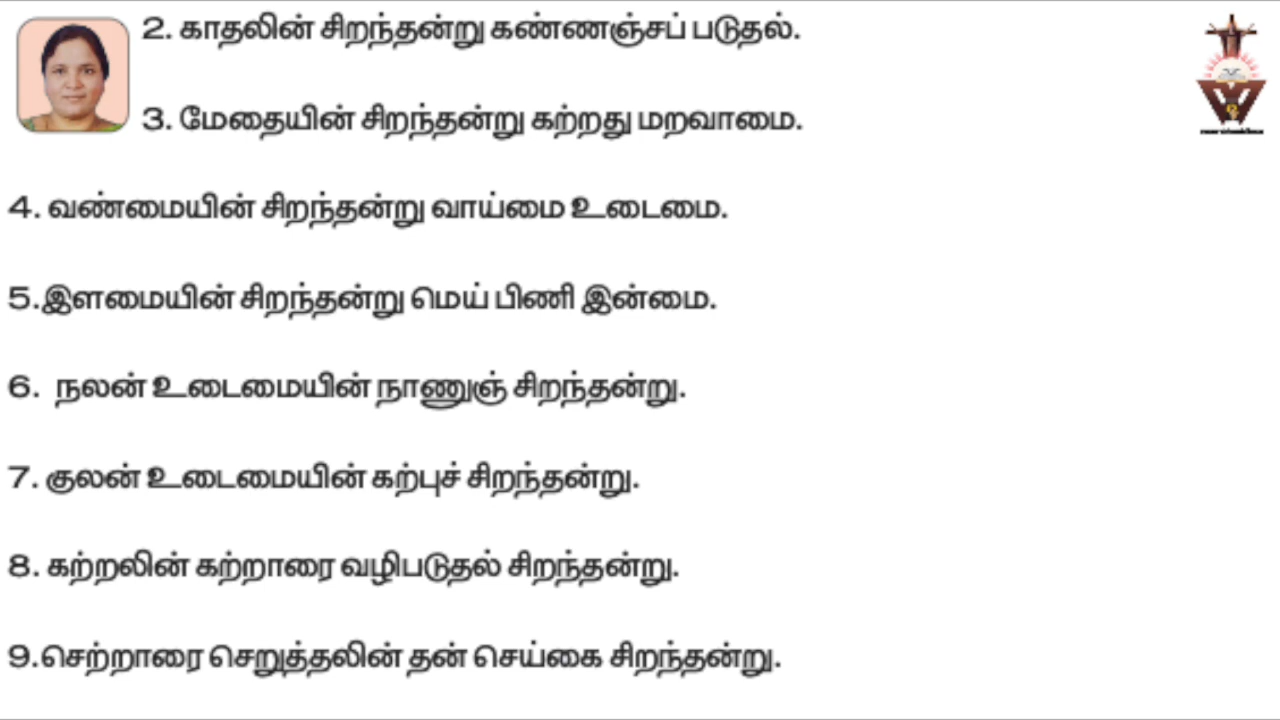 2. காதலின் சிறந்தன்று கண்ணஞ்சப் படுதல்.
3. மேதையின் சிறந்தன்று கற்றது மறவாமை.
4. வண்மையின் சிறந்தன்று வாய்மை உடைமை.
5.இளமையின் சிறந்தன்று மெய் பிணி இன்மை.
6. நலன் உடைமையின் நாணுஞ் சிறந்தன்று.
7. குலன் உடைமையின் கற்புச் சிறந்தன்று.
8. கற்றலின் கற்றாரை வழிபடுதல் சிறந்தன்று.
9.செற்றாரை செறுத்தலின் தன் செய்கை சிறந்தன்று.